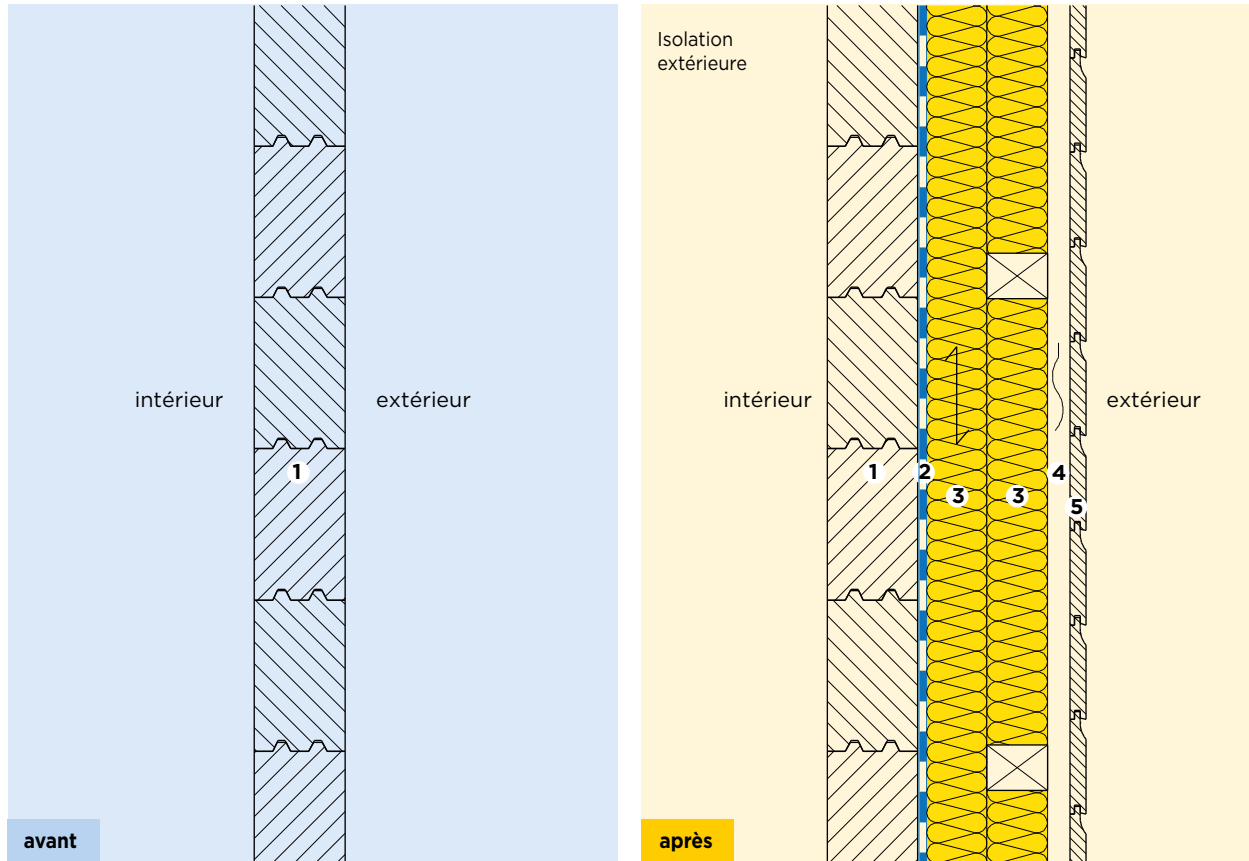 intérieur
extérieur
1
avant
Isolation
extérieure
intérieur
extérieur
1
2
3
3
4
5
après